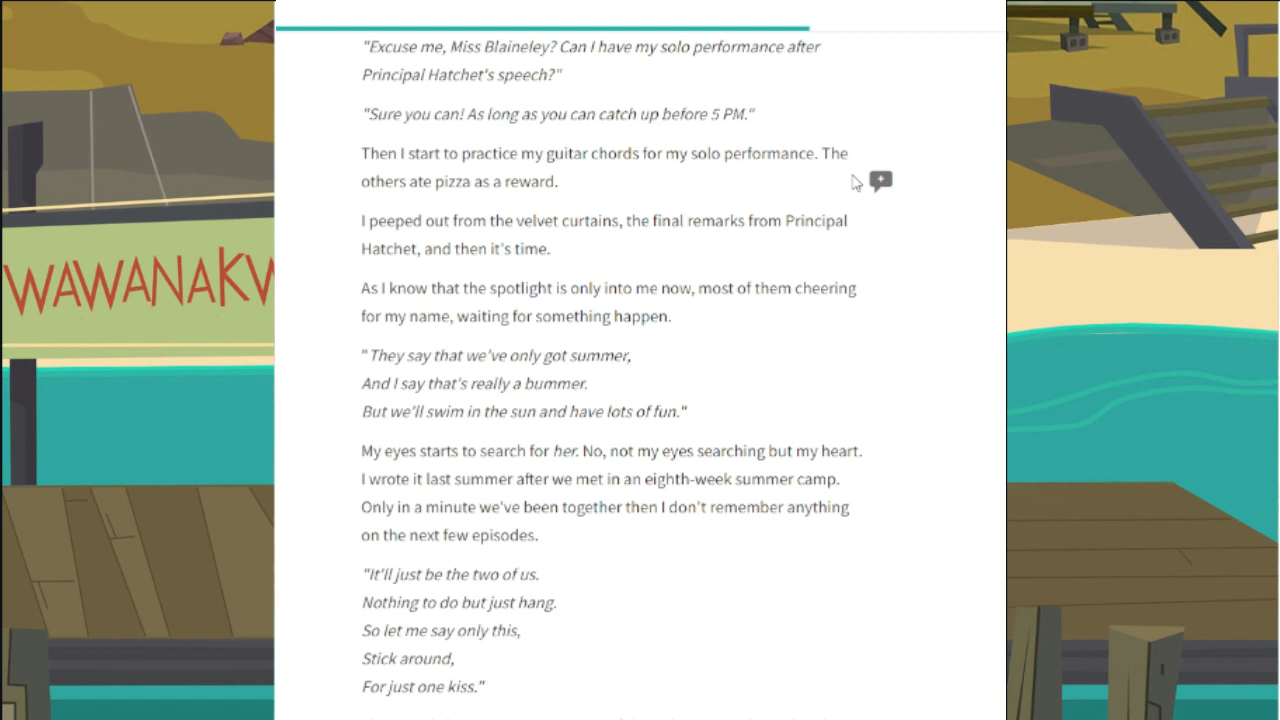 "Excuse me, Miss Blaineley? Can I have my solo performance after
Principal Hatchet's speech?"
"Sure you can! As long as you can catch up before 5 PM."
Then I start to practice my guitar chords for my solo performance. The
others ate pizza as a reward.
I peeped out from the velvet curtains, the final remarks from Principal
Hatchet, and then it's time.
As I know that the spotlight is only into me now, most of them cheering
for my name, waiting for something happen.
WAWANAKW
" They say that we've only got summer,
And I say that's really a bummer.
But we'll swim in the sun and have lots of fun."
My eyes starts to search for her. No, not my eyes searching but my heart.
I wrote it last summer after we met in an eighth-week summer camp.
Only in a minute we've been together then I don't remember anything
on the next few episodes.
"It'll just be the two of us.
Nothing to do but just hang.
So let me say only this,
Stick around,
For just one kiss."